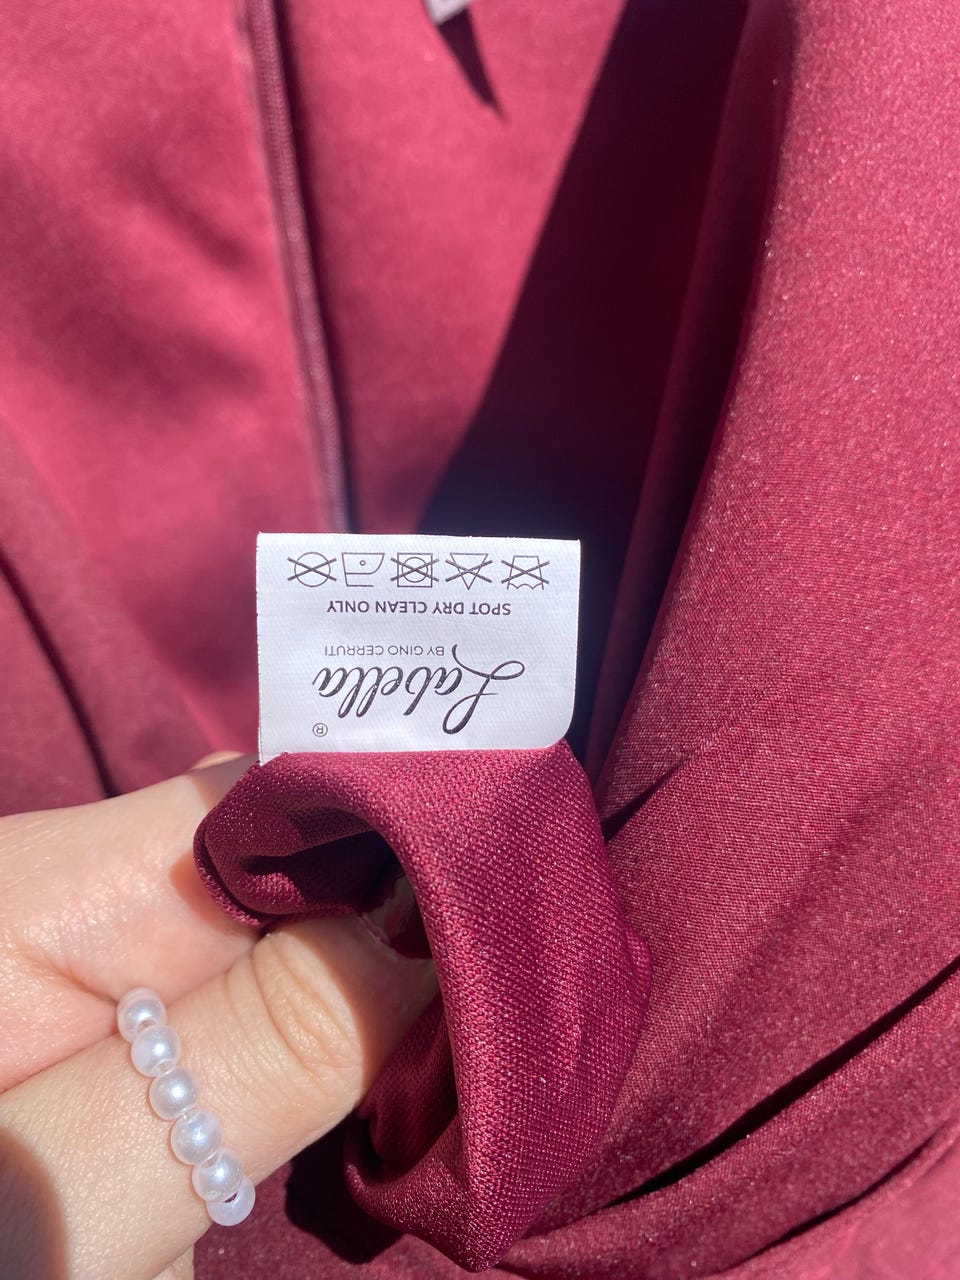 Labella ®
BY GINO CERRUTI
SPOT DRY CLEAN ONLY